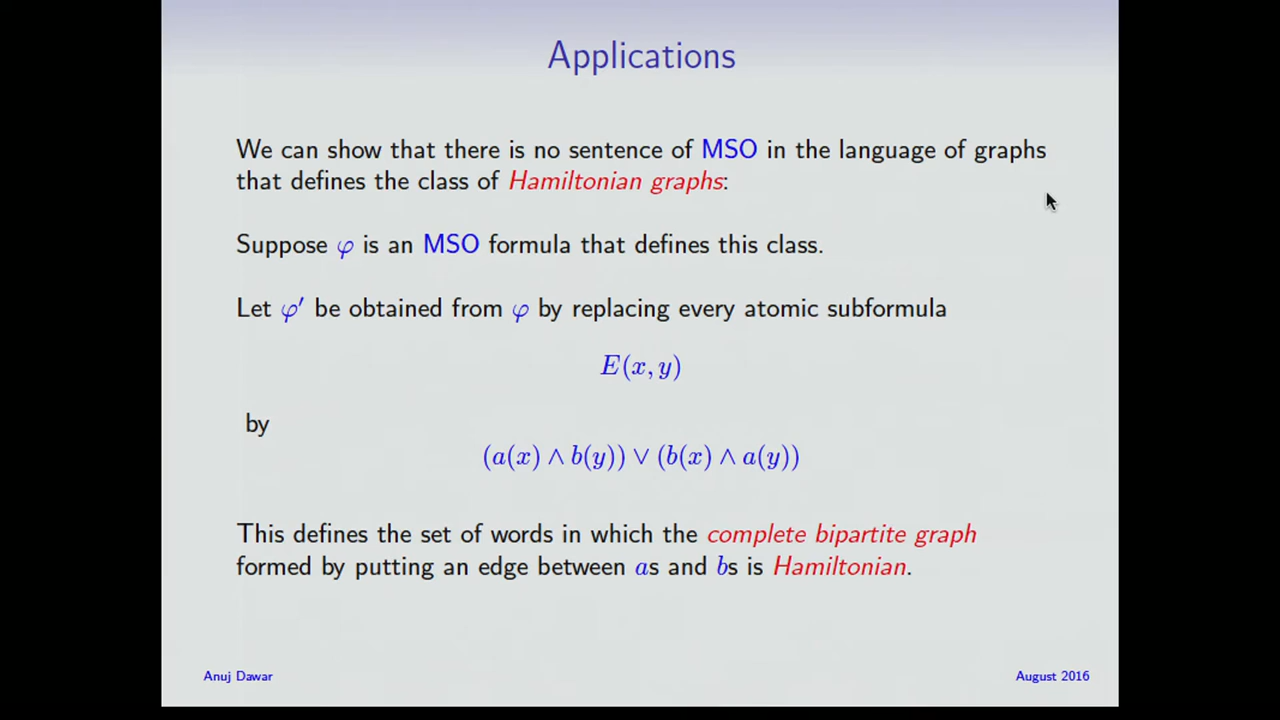 Applications
We can show that there is no sentence of MSO in the language of graphs
that defines the class of Hamiltonian graphs:
Suppose φ is an MSO formula that defines this class.
Let φ′ be obtained from φ by replacing every atomic subformula
E(x, y)
by
(a(x) ∧ b(y)) ∨ (b(x) ∧ a(y))
This defines the set of words in which the complete bipartite graph
formed by putting an edge between as and bs is Hamiltonian.
Anuj Dawar
August 2016